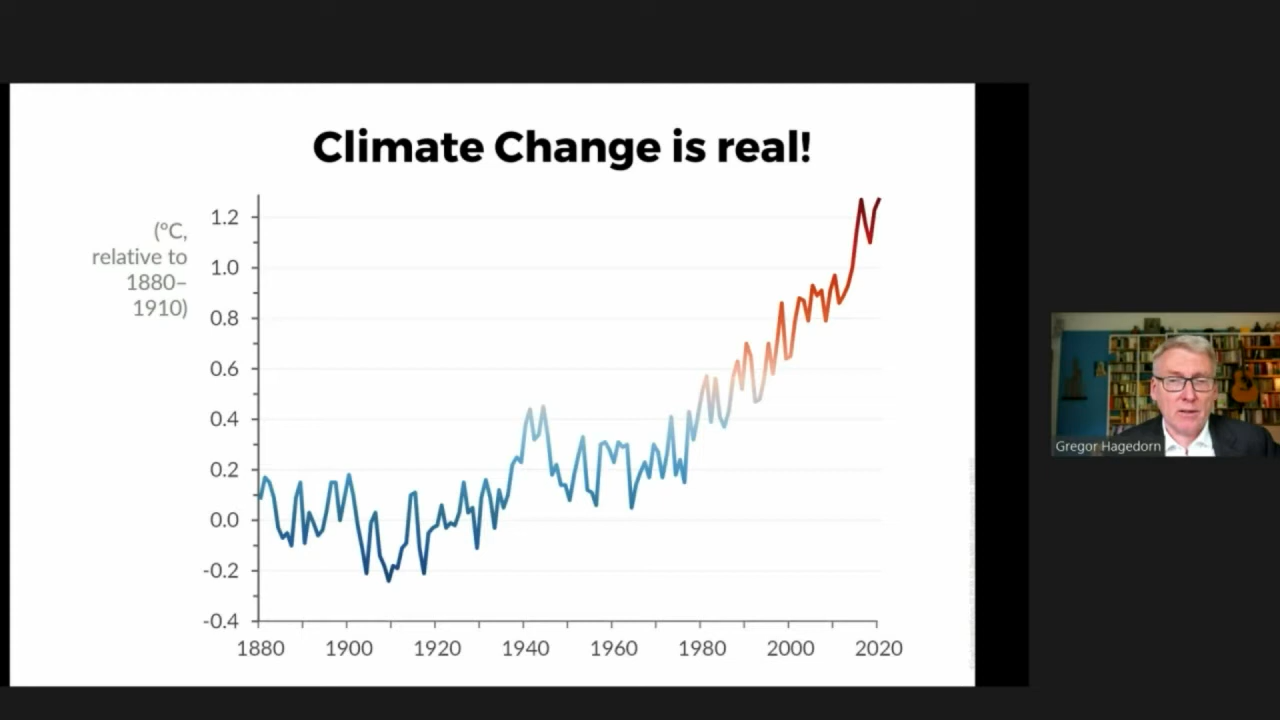 Climate Change is real!
(°C,
relative to
1880–
1910)
1.2
1.0
0.8
0.6
0.4
0.2
0.0
-0.2
-0.4
1880 1900 1920 1940 1960 1980 2000 2020
Gregor Hagedorn